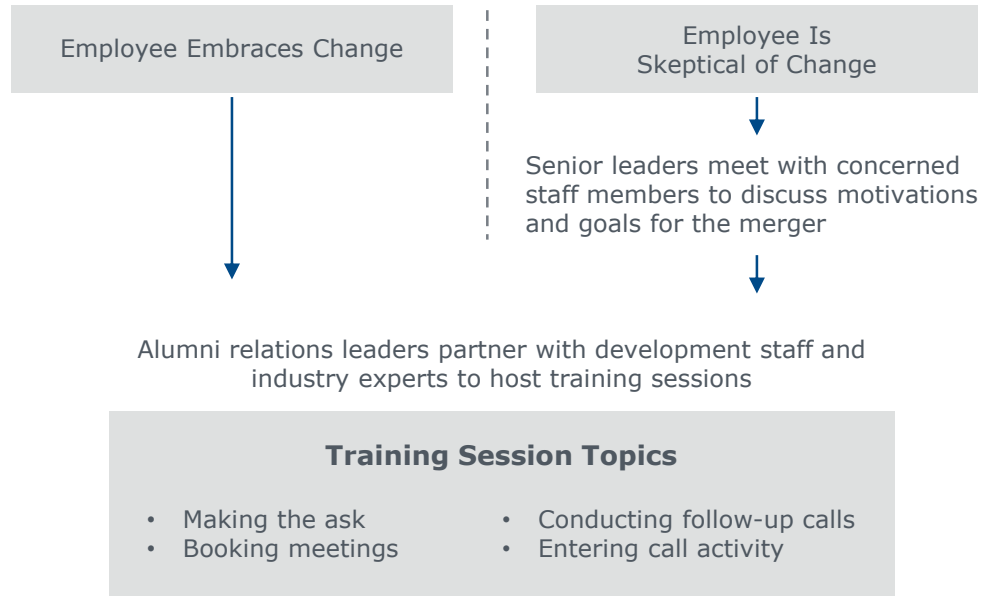 Employee Embraces Change
Employee Is
Skeptical of Change
Senior leaders meet with concerned
staff members to discuss motivations
and goals for the merger
Alumni relations leaders partner with development staff and
industry experts to host training sessions
Training Session Topics
• Making the ask
• Booking meetings
• Conducting follow-up calls
• Entering call activity